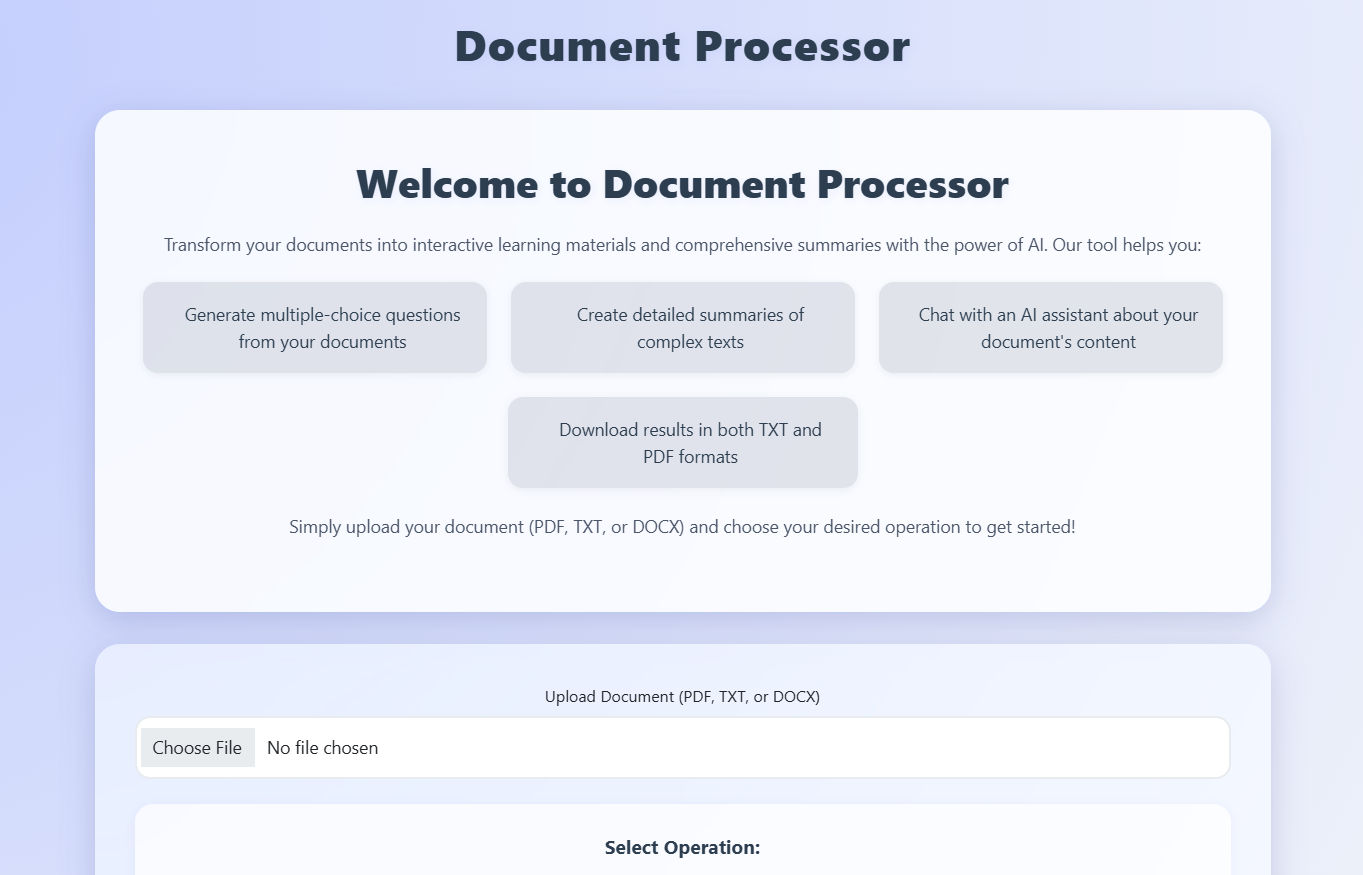 Document Processor
Welcome to Document Processor
Transform your documents into interactive learning materials and comprehensive summaries with the power of AI. Our tool helps you:
Generate multiple-choice questions
from your documents
Create detailed summaries of
complex texts
Chat with an AI assistant about your
document's content
Download results in both TXT and
PDF formats
Simply upload your document (PDF, TXT, or DOCX) and choose your desired operation to get started!
Upload Document (PDF, TXT, or DOCX)
Choose File No file chosen
Select Operation: